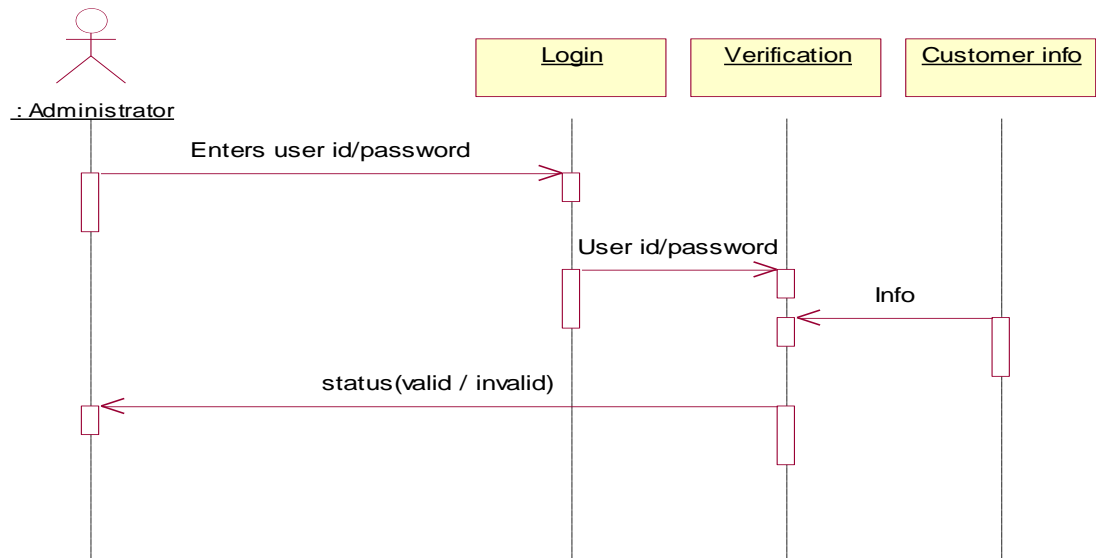 Login
Verification
Customer info
: Administrator
Enters user id/password
User id/password
Info
status(valid / invalid)